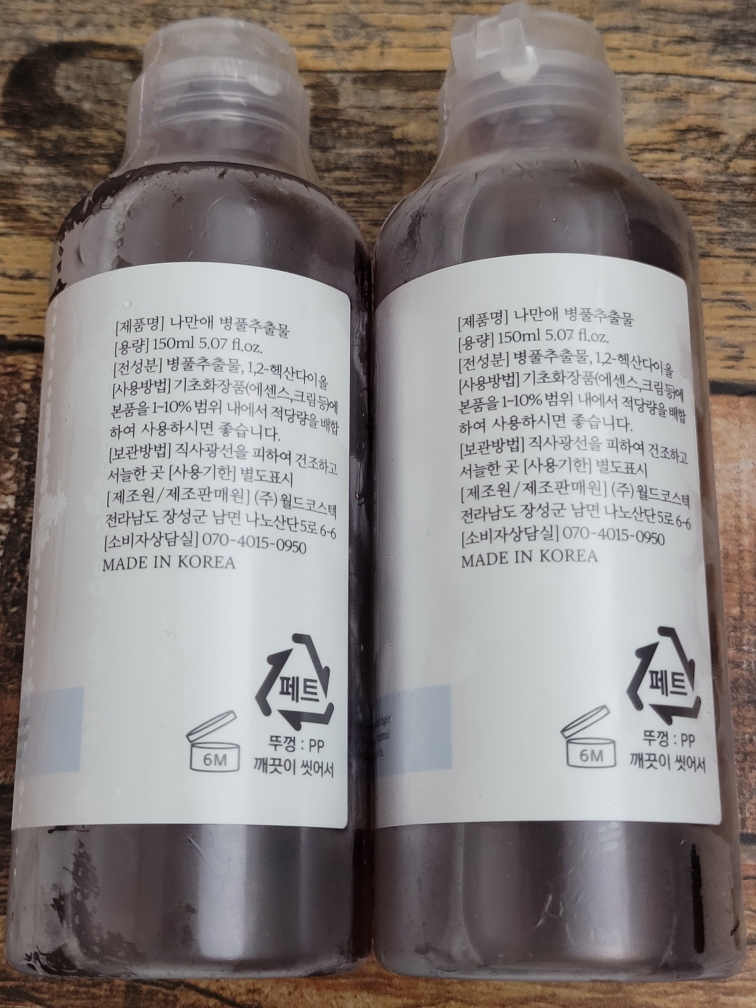 [제품명] 나만애 병풀추출물
[용량] 150ml 5.07 fl.oz.
[전성분] 병풀추출물, 1,2-헥산다이올
[사용방법] 기초화장품(에센스,크림등)에
본품을 1~10% 범위 내에서 적당량을 배합
하여 사용하시면 좋습니다.
[보관방법] 직사광선을 피하여 건조하고
서늘한 곳 [사용기한] 별도표시
[제조원/제조판매원] (주)월드코스텍
전라남도 장성군 남면 나노산단5로 6-6
[소비자상담실] 070-4015-0950
MADE IN KOREA
페트
6M
뚜껑 : PP
깨끗이 씻어서
[제품명] 나만애 병풀추출물
[용량] 150ml 5.07 fl.oz.
[전성분] 병풀추출물, 1,2-헥산다이올
[사용방법] 기초화장품(에센스,크림등)에
본품을 1~10% 범위 내에서 적당량을 배합
하여 사용하시면 좋습니다.
[보관방법] 직사광선을 피하여 건조하고
서늘한 곳 [사용기한] 별도표시
[제조원/제조판매원] (주)월드코스텍
전라남도 장성군 남면 나노산단5로 6-6
[소비자상담실] 070-4015-0950
MADE IN KOREA
페트
6M
뚜껑 : PP
깨끗이 씻어서